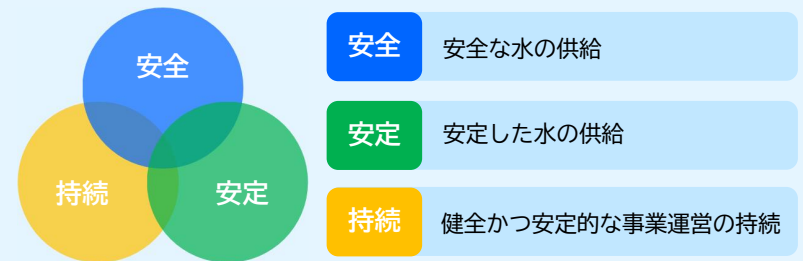 安全
持続
安定
安全 安全な水の供給
安定 安定した水の供給
持続 健全かつ安定的な事業運営の持続